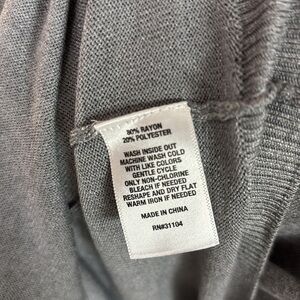 80% RAYON
20% POLYESTER
WASH INSIDE OUT
MACHINE WASH COLD
WITH LIKE COLORS
GENTLE CYCLE
ONLY NON-CHLORINE
BLEACH IF NEEDED
RESHAPE AND DRY FLAT
WARM IRON IF NEEDED
MADE IN CHINA
RN#31104